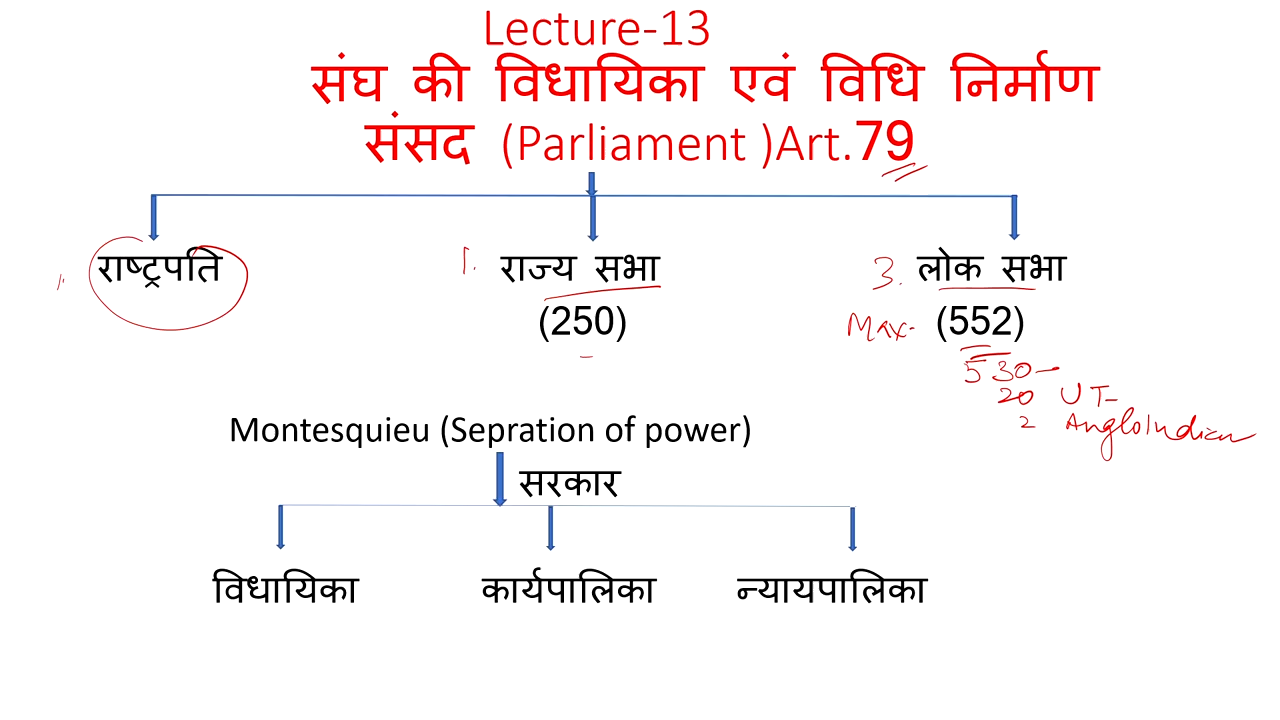 Lecture-13
संघ की विधायिका एवं विधि निर्माण
संसद (Parliament )Art.79
1. राष्ट्रपति
1. राज्य सभा
3. लोक सभा
(250)
Max. (552)
530-
20 UT-
2 AngloIndian
Montesquieu (Sepration of power)
सरकार
विधायिका कार्यपालिका न्यायपालिका